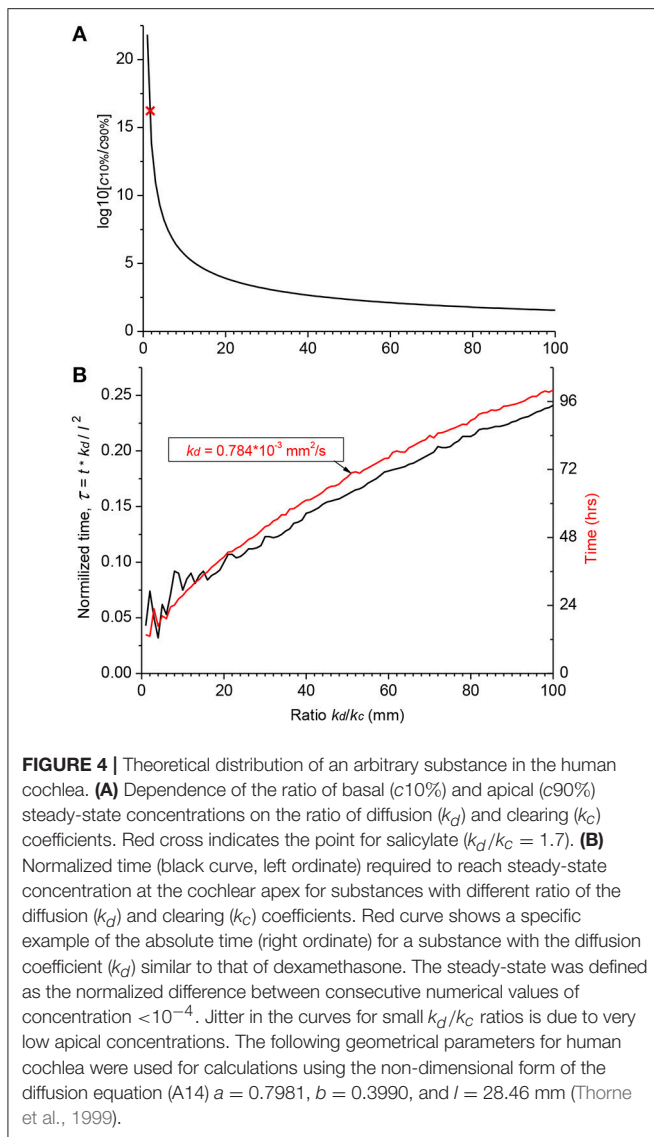 A
log10[c10%/c90%]
20
15
10
5
0
0 20 40 60 80 100
B
Normilized time, τ = t* kd/ l ²
0.25
0.20
0.15
0.10
0.05
0.00
kd = 0.784*10-3 mm2/s
96
72
48
24
0
Time (hrs)
0 20 40 60 80 100
Ratio kd/kc (mm)
FIGURE 4 | Theoretical distribution of an arbitrary substance in the human
cochlea. (A) Dependence of the ratio of basal (c10%) and apical (c90%)
steady-state concentrations on the ratio of diffusion (kd) and clearing (kc)
coefficients. Red cross indicates the point for salicylate (kd/kc = 1.7). (B)
Normalized time (black curve, left ordinate) required to reach steady-state
concentration at the cochlear apex for substances with different ratio of the
diffusion (kd) and clearing (kc) coefficients. Red curve shows a specific
example of the absolute time (right ordinate) for a substance with the diffusion
coefficient (kd) similar to that of dexamethasone. The steady-state was defined
as the normalized difference between consecutive numerical values of
concentration <10−4. Jitter in the curves for small kd/kc ratios is due to very
low apical concentrations. The following geometrical parameters for human
cochlea were used for calculations using the non-dimensional form of the
diffusion equation (A14) a = 0.7981, b = 0.3990, and l = 28.46 mm (Thorne
et al., 1999).